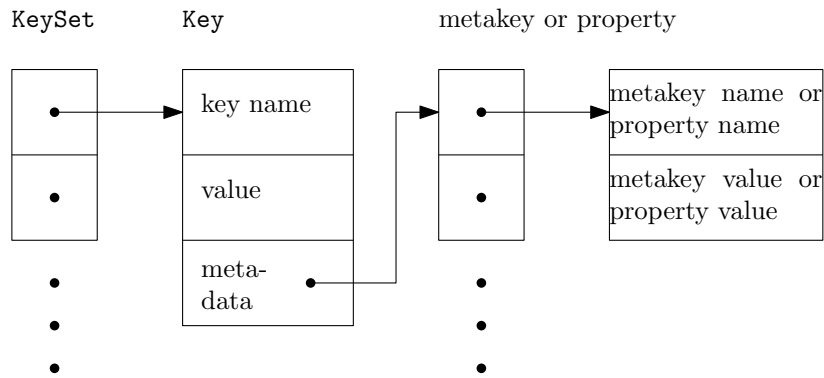 KeySet
Key
metakey or property
key name
value
meta-
data
metakey name or
property name
metakey value or
property value